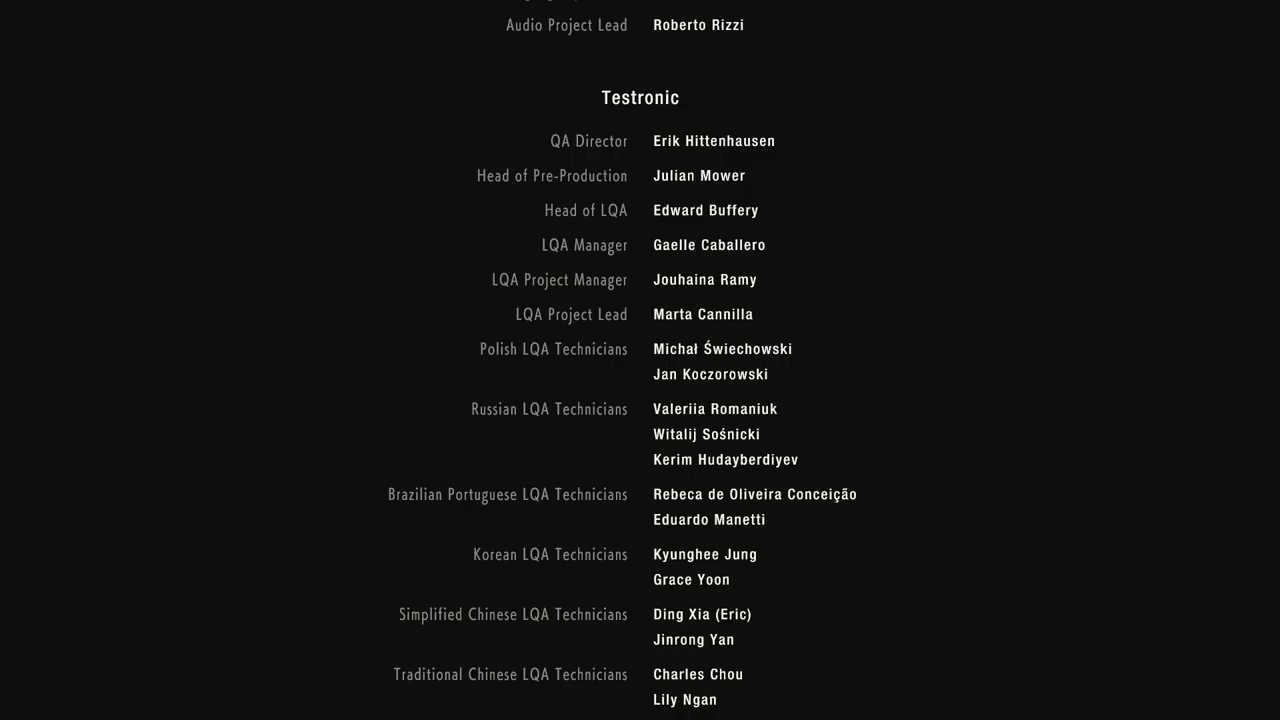 Audio Project Lead Roberto Rizzi
Testronic
QA Director Erik Hittenhausen
Head of Pre-Production Julian Mower
Head of LQA Edward Buffery
LQA Manager Gaelle Caballero
LQA Project Manager Jouhaina Ramy
LQA Project Lead Marta Cannilla
Polish LQA Technicians Michał Świechowski
Jan Koczorowski
Russian LQA Technicians Valeriia Romaniuk
Witalij Sośnicki
Kerim Hudayberdiyev
Brazilian Portuguese LQA Technicians Rebeca de Oliveira Conceição
Eduardo Manetti
Korean LQA Technicians Kyunghee Jung
Grace Yoon
Simplified Chinese LQA Technicians Ding Xia (Eric)
Jinrong Yan
Traditional Chinese LQA Technicians Charles Chou
Lily Ngan